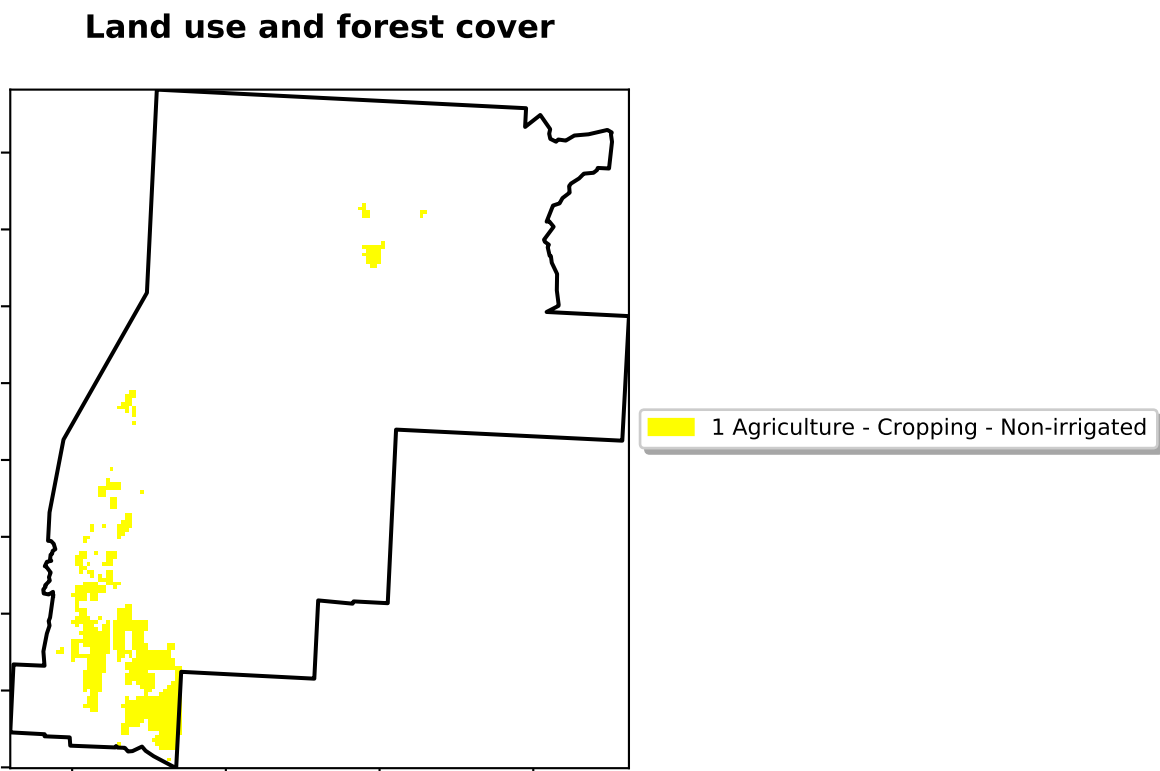 Land use and forest cover
1 Agriculture - Cropping - Non-irrigated